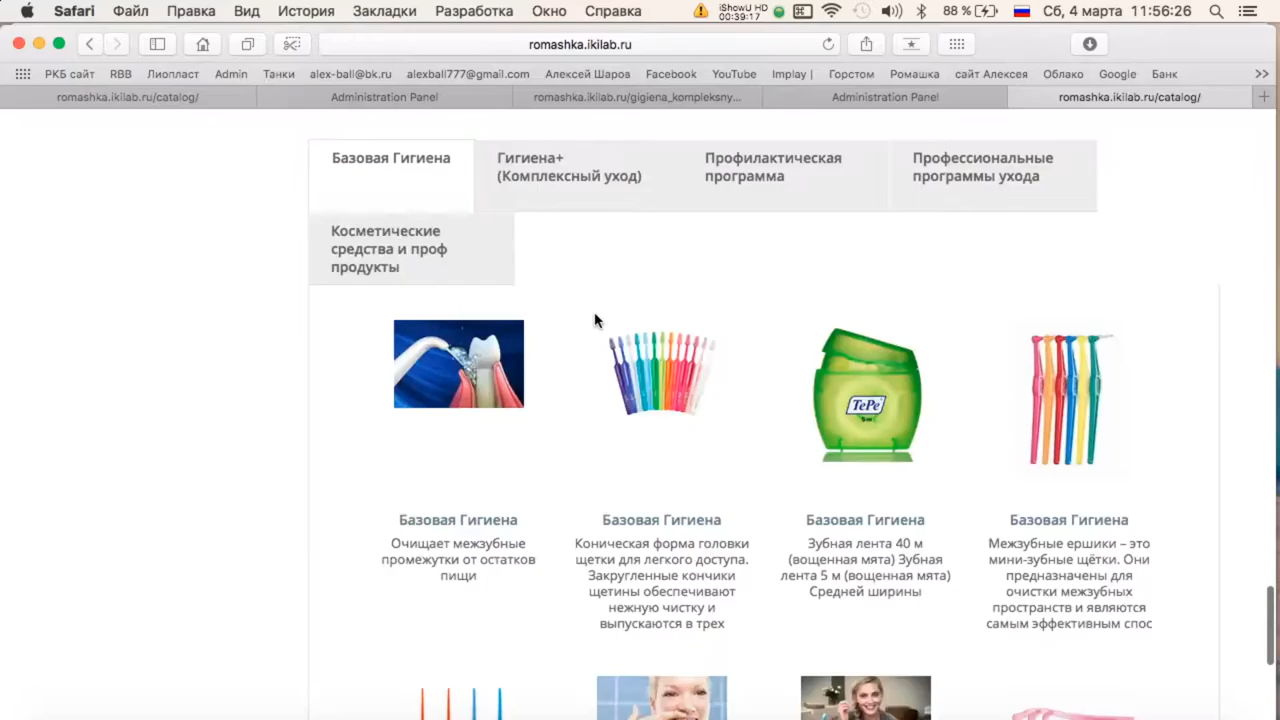 Safari Файл Правка Вид История Закладки Разработка Окно Справка iShowU HD 00:39:17 88 % Сб, 4 марта 11:56:26
romashka.ikilab.ru
РКБ сайт RBB Лиопласт Admin Танки alex-ball@bk.ru alexball777@gmail.com Алексей Шаров Facebook YouTube Implay | Горстом Ромашка сайт Алексея Облако Google Банк >>
romashka.ikilab.ru/catalog/ Administration Panel romashka.ikilab.ru/gigiena_kompleksny... Administration Panel romashka.ikilab.ru/catalog/ +
Базовая Гигиена
Гигиена+
(Комплексный уход)
Профилактическая
программа
Профессиональные
программы ухода
Косметические
средства и проф
продукты
TePe
Базовая Гигиена
Очищает межзубные
промежутки от остатков
пищи
Базовая Гигиена
Коническая форма головки
щетки для легкого доступа.
Закругленные кончики
щетины обеспечивают
нежную чистку и
выпускаются в трех
Базовая Гигиена
Зубная лента 40 м
(вощенная мята) Зубная
лента 5 м (вощенная мята)
Средней ширины
Базовая Гигиена
Межзубные ершики – это
мини-зубные щётки. Они
предназначены для
очистки межзубных
пространств и являются
самым эффективным спос